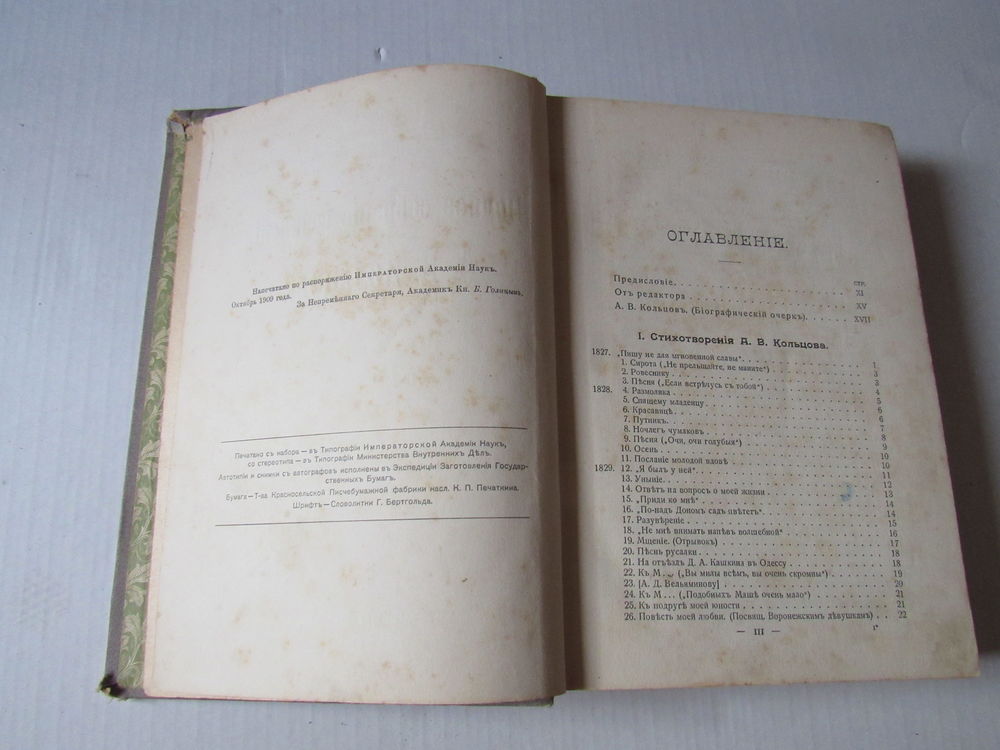 Напечатано по распоряженію Императорской Академіи Наукъ.
Октябрь 1909 года.
За Непремѣннаго Секретаря, Академикъ Кн. Б. Голицынъ.
Печатано съ набора — въ Типографіи Императорской Академіи Наукъ,
со стереотипа — въ Типографіи Министерства Внутреннихъ Дѣлъ.
Автотипіи и снимки съ автографовъ исполнены въ Экспедиціи Заготовленія Государ-
ственныхъ Бумагъ.
Бумага — Т-ва Красносельской Писчебумажной фабрики насл. К. П. Печаткина.
Шрифтъ — Словолитни Г. Бертгольда.
ОГЛАВЛЕНІЕ.
СТР.
Предисловіе. XI
Отъ редактора XV
А. В. Кольцовъ, (Біографическій очеркъ). XVII
I. Стихотворенія А. В. Кольцова.
1827. „Пишу не для мгновенной славы“. 1
1. Сирота („Не прельщайте, не маните“) 3
2. Ровеснику 3
3. Пѣсня („Если встрѣчусь съ тобой“) 4
1828. 4. Размолвка 5
5. Спящему младенцу 6
6. Красавицѣ 6
7. Путникъ 7
8. Ночлегъ чумаковъ 8
9. Пѣсня („Очи, очи голубыя“) 9
10. Осень 10
11. Посланіе молодой вдовѣ 10
1829. 12. „Я былъ у ней“ 11
13. Уныніе 12
14. Отвѣтъ на вопросъ о моей жизни 13
15. „Приди ко мнѣ“ 14
16. „По-надъ Дономъ садъ цвѣтетъ“ 14
17. Разувѣреніе 15
18. „Не мнѣ внимать напѣвъ волшебной“ 16
19. Мщеніе. (Отрывокъ) 17
20. Пѣснь русалки 18
21. На отъѣздъ Д. А. Кашкина въ Одессу 18
22. Къ М... („Вы милы всѣмъ, вы очень скромны“) 19
23. [А. Д. Вельяминову] 20
24. Къ М... („Подобныхъ Машѣ очень мало“) 21
25. Къ подругѣ моей юности 21
26. Повѣсть моей любви. (Посвящ. Воронежскимъ дѣвушкамъ) 22
— III — 1*